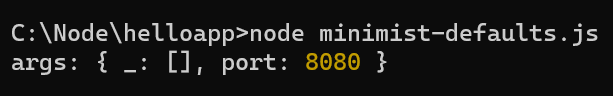 C:\Node\helloapp>node minimist-defaults.js
args: { _: [], port: 8080 }